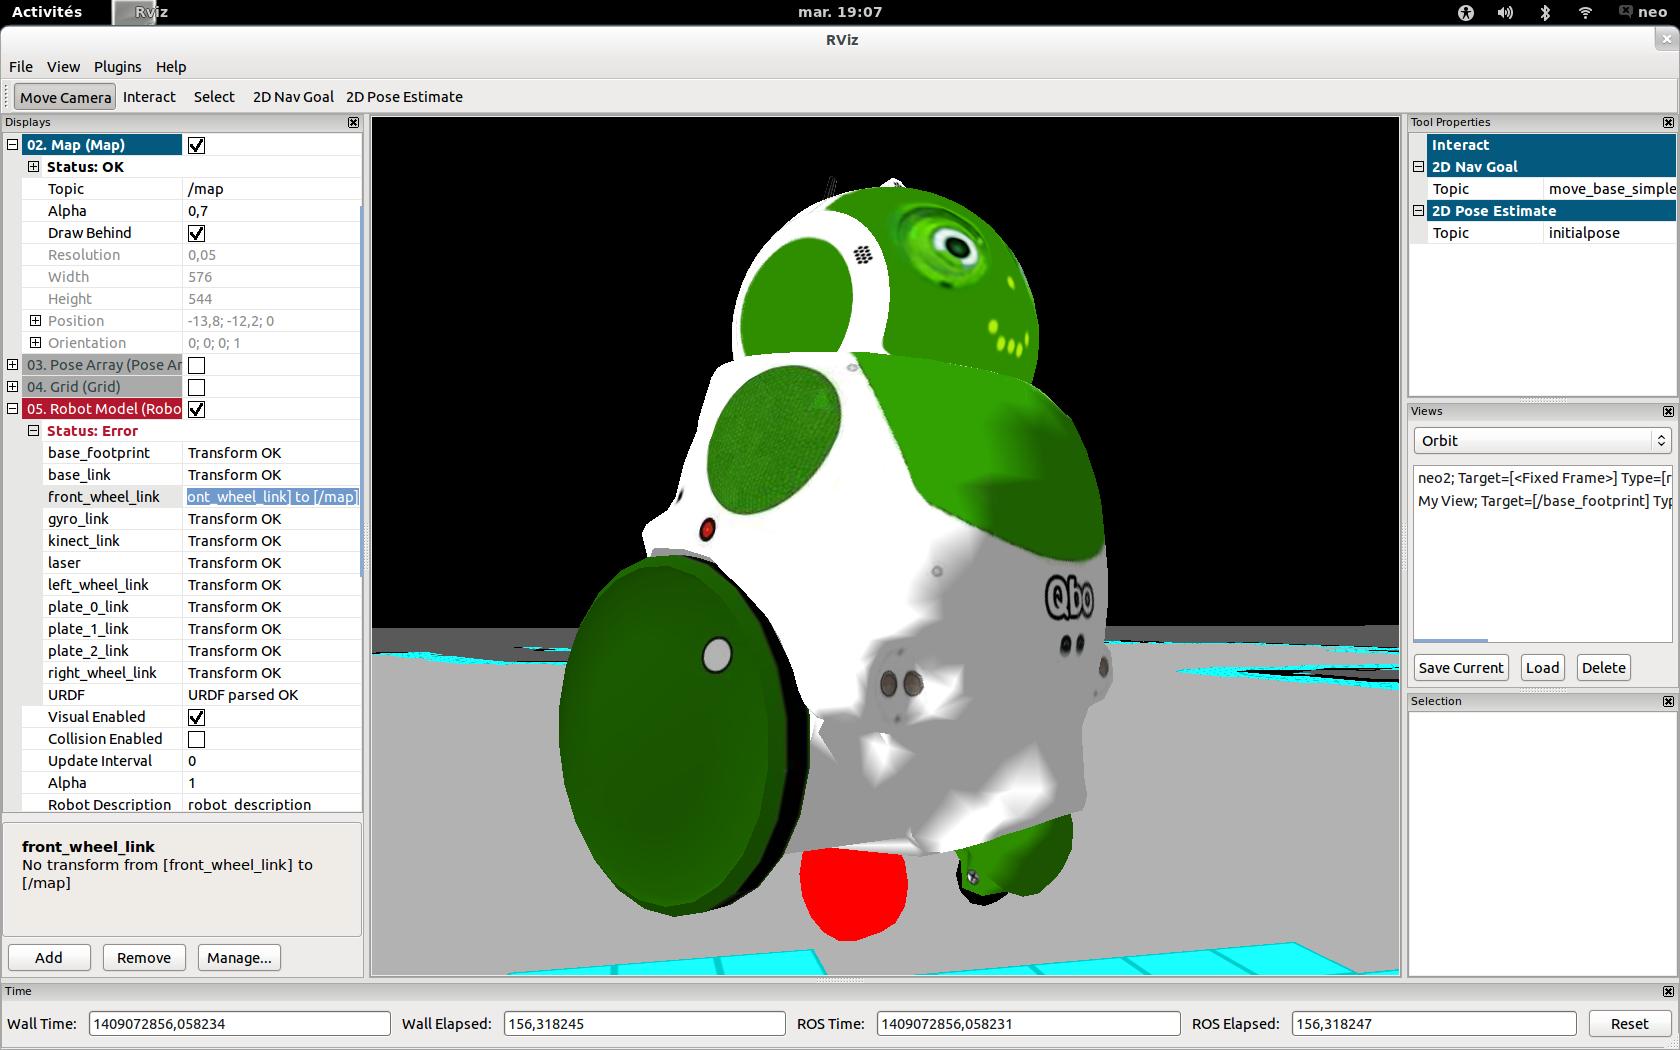 Activités Rviz mar. 19:07 neo
RViz
File View Plugins Help
Move Camera Interact Select 2D Nav Goal 2D Pose Estimate
Displays
02. Map (Map)
Status: OK
Topic /map
Alpha 0,7
Draw Behind
Resolution 0,05
Width 576
Height 544
Position -13,8; -12,2; 0
Orientation 0; 0; 0; 1
03. Pose Array (Pose Ar
04. Grid (Grid)
05. Robot Model (Robo
Status: Error
base_footprint Transform OK
base_link Transform OK
front_wheel_link ont_wheel_link] to [/map]
gyro_link Transform OK
kinect_link Transform OK
laser Transform OK
left_wheel_link Transform OK
plate_0_link Transform OK
plate_1_link Transform OK
plate_2_link Transform OK
right_wheel_link Transform OK
URDF URDF parsed OK
Visual Enabled
Collision Enabled
Update Interval 0
Alpha 1
Robot Description robot_description
front_wheel_link
No transform from [front_wheel_link] to
[/map]
Add Remove Manage...
Qbo
Tool Properties
Interact
2D Nav Goal
Topic move_base_simple
2D Pose Estimate
Topic initialpose
Views
Orbit
neo2; Target=[<Fixed Frame>] Type=[r
My View; Target=[/base_footprint] Typ
Save Current Load Delete
Selection
Time
Wall Time: 1409072856,058234 Wall Elapsed: 156,318245 ROS Time: 1409072856,058231 ROS Elapsed: 156,318247 Reset